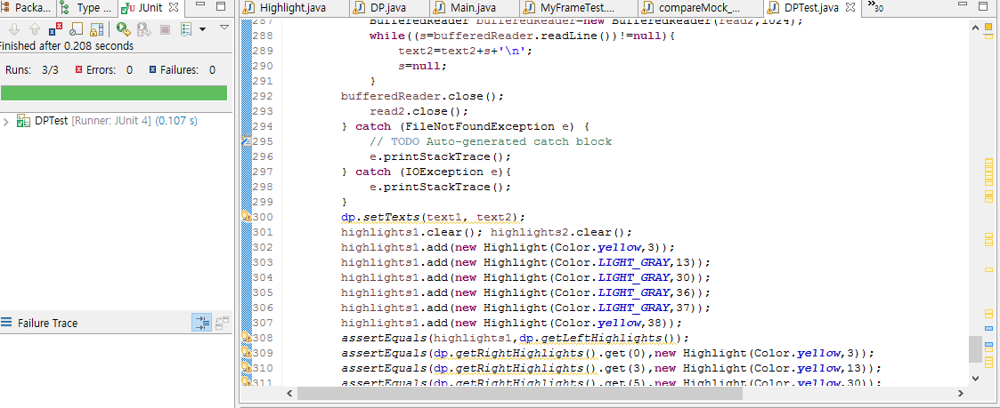 Packa... Type ... JUnit
Finished after 0.208 seconds
Runs: 3/3 Errors: 0 Failures: 0
DPTest [Runner: JUnit 4] (0.107 s)
Failure Trace
Highlight.java DP.java Main.java MyFrameTest.... compareMock_... DPTest.java »30
287 BufferedReader bufferedReader=new BufferedReader(read2,1024);
288 while((s=bufferedReader.readLine())!=null){
289 text2=text2+s+'\n';
290 s=null;
291 }
292 bufferedReader.close();
293 read2.close();
294 } catch (FileNotFoundException e) {
295 // TODO Auto-generated catch block
296 e.printStackTrace();
297 } catch (IOException e){
298 e.printStackTrace();
299 }
300 dp.setTexts(text1, text2);
301 highlights1.clear(); highlights2.clear();
302 highlights1.add(new Highlight(Color.yellow,3));
303 highlights1.add(new Highlight(Color.LIGHT_GRAY,13));
304 highlights1.add(new Highlight(Color.LIGHT_GRAY,30));
305 highlights1.add(new Highlight(Color.LIGHT_GRAY,36));
306 highlights1.add(new Highlight(Color.LIGHT_GRAY,37));
307 highlights1.add(new Highlight(Color.yellow,38));
308 assertEquals(highlights1,dp.getLeftHighlights());
309 assertEquals(dp.getRightHighlights().get(0),new Highlight(Color.yellow,3));
310 assertEquals(dp.getRightHighlights().get(3),new Highlight(Color.yellow,13));
311 assertEquals(dp.getRightHighlights().get(5),new Highlight(Color.yellow,30));